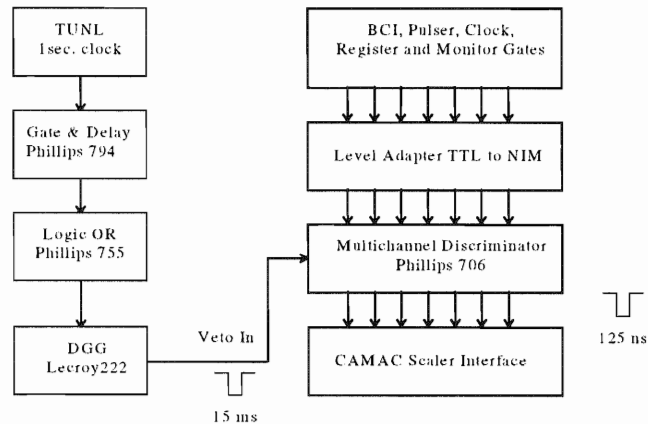 TUNL
1sec. clock
Gate & Delay
Phillips 794
Logic OR
Phillips 755
DGG
Lecroy222
Veto In
15 ms
BCI, Pulser, Clock,
Register and Monitor Gates
Level Adapter TTL to NIM
Multichannel Discriminator
Phillips 706
CAMAC Scaler Interface
125 ns